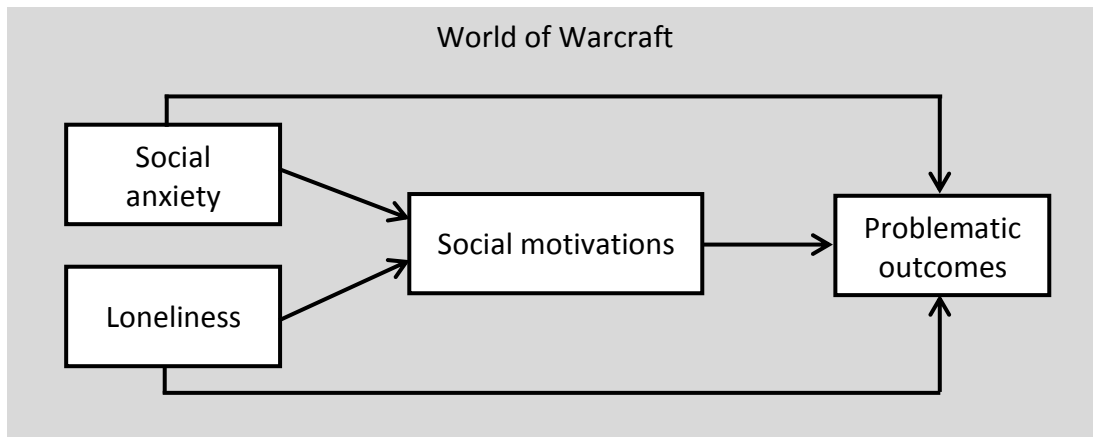 World of Warcraft
Social
anxiety
Social motivations
Problematic
outcomes
Loneliness